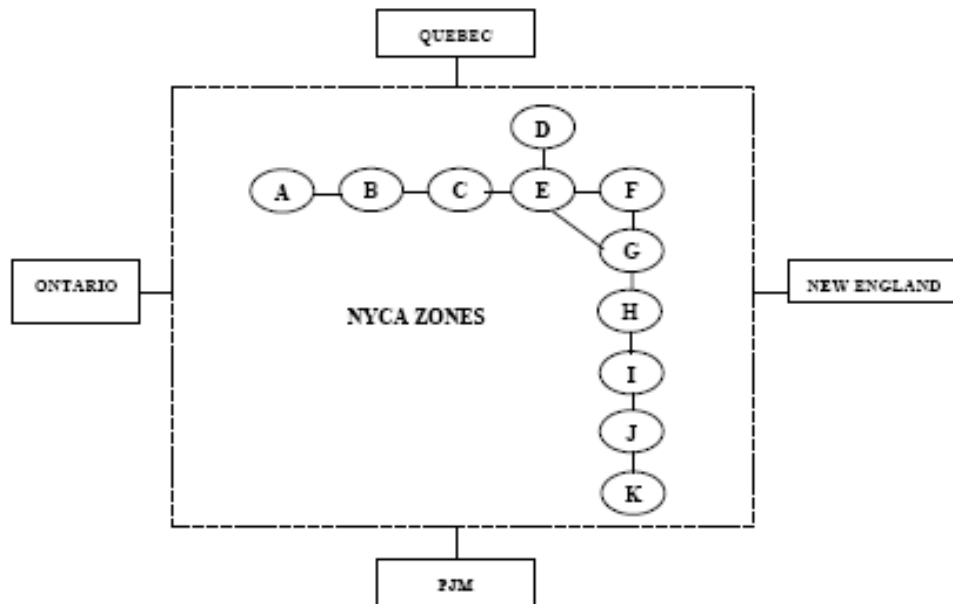 QUEBEC
D
A
B
C
E
F
G
ONTARIO
NEW ENGLAND
NYCA ZONES
H
I
J
K
PJM